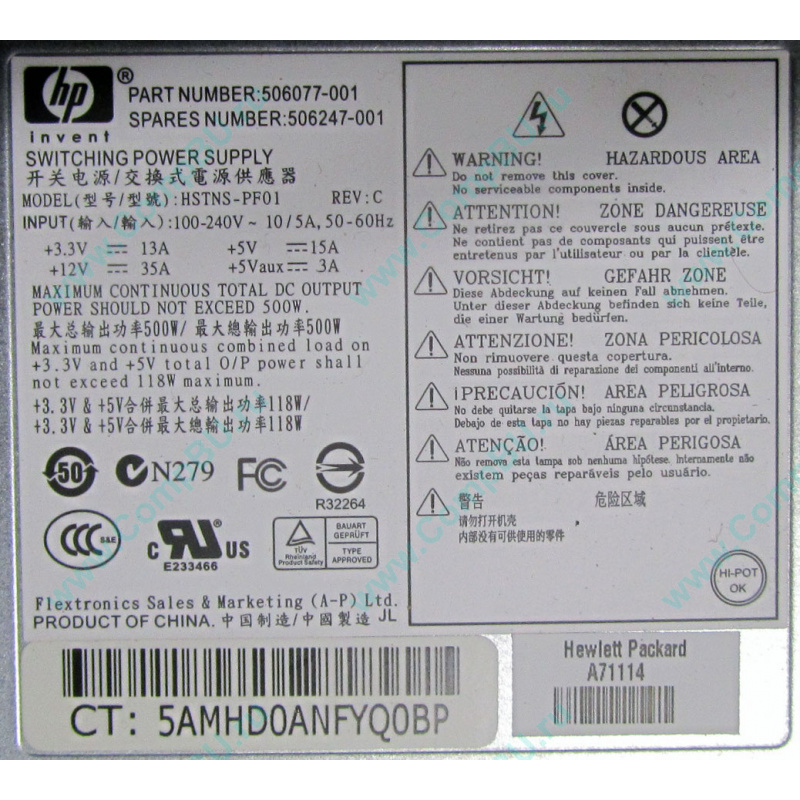 hp ®
invent
PART NUMBER:506077-001
SPARES NUMBER:506247-001
SWITCHING POWER SUPPLY
开关电源/交換式電源供應器
MODEL(型号/型號):HSTNS-PF01 REV:C
INPUT(输入/輸入):100-240V~ 10/5A, 50-60Hz
+3.3V 13A +5V 15A
+12V 35A +5Vaux 3A
MAXIMUM CONTINUOUS TOTAL DC OUTPUT
POWER SHOULD NOT EXCEED 500W.
最大总输出功率500W/ 最大總輸出功率500W
Maximum continuous combined load on
+3.3V and +5V total O/P power shall
not exceed 118W maximum.
+3.3V & +5V合併最大总输出功率118W/
+3.3V & +5V合併最大總輸出功率118W
50 N279 FC
R32264
CCC S&E
c RU US
E233466
TÜV
Rheinland
Product Safety
BAUART
GEPRÜFT
TYPE
APPROVED
Flextronics Sales & Marketing (A-P) Ltd.
PRODUCT OF CHINA. 中国制造/中國製造 JL
WARNING! HAZARDOUS AREA
Do not remove this cover.
No serviceable components inside.
ATTENTION! ZONE DANGEREUSE
Ne retirez pas ce couvercle sous aucun prétexte.
Ne contient pas de composants qui puissent être
entretenus par l'utilisateur ou par la clientèle.
VORSICHT! GEFAHR ZONE
Diese Abdeckung auf keinen Fall abnehmen.
Unter dieser Abdeckung befinden sich keine Teile,
die einer Wartung bedürfen.
ATTENZIONE! ZONA PERICOLOSA
Non rimuovere questa copertura.
Nessuna possibilità di reparazione del componenti all'interno.
¡PRECAUCIÓN! AREA PELIGROSA
No debe quitarse la tapa bajo ninguna circunstancia.
Debajo de esta tapa no hay piezas reparables por el propietario.
ATENÇÃO! ÁREA PERIGOSA
Não remova esta tampa sob nenhuma hipótese. internamente não
existem peças reparáveis pelo usuário.
警告 危险区域
请勿打开机壳
内部没有可供使用的零件
HI-POT
OK
CT: 5AMHD0ANFYQ0BP
Hewlett Packard
A71114